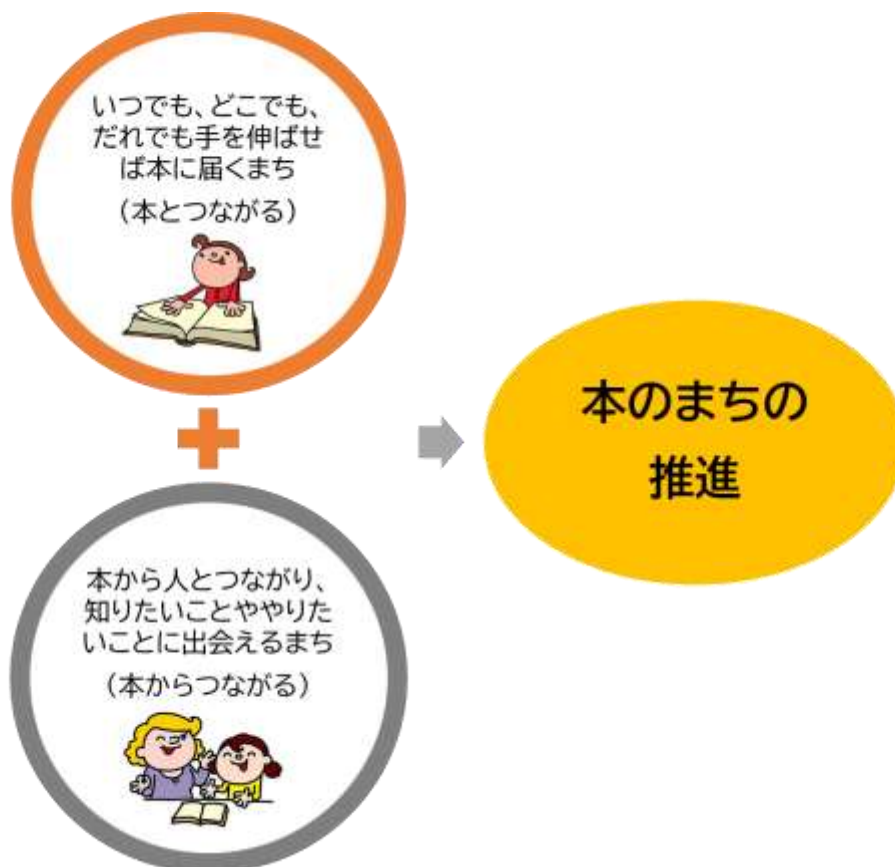 いつでも、どこでも、
だれでも手を伸ばせ
ば本に届くまち
（本とつながる）
本から人とつながり、
知りたいことややりた
いことに出会えるまち
（本からつながる）
本のまちの
推進